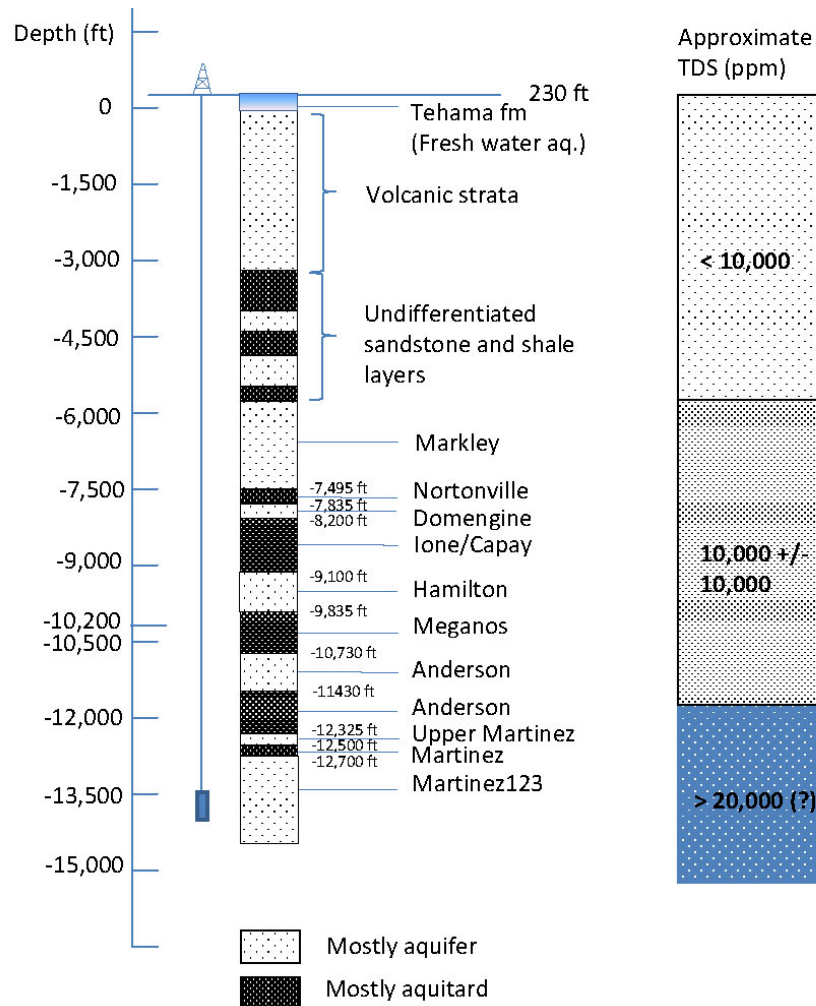 Depth (ft)
Approximate
TDS (ppm)
230 ft
0
Tehama fm
(Fresh water aq.)
-1,500
Volcanic strata
-3,000
< 10,000
Undifferentiated
sandstone and shale
layers
-4,500
-6,000
Markley
-7,500
-7,495 ft
Nortonville
-7,835 ft
Domengine
-8,200 ft
Ione/Capay
-9,000
10,000 +/-
10,000
-9,100 ft
Hamilton
-9,835 ft
-10,200
Meganos
-10,500
-10,730 ft
Anderson
-11430 ft
Anderson
-12,000
-12,325 ft
Upper Martinez
-12,500 ft
Martinez
-12,700 ft
Martinez123
-13,500
> 20,000 (?)
-15,000
Mostly aquifer
Mostly aquitard